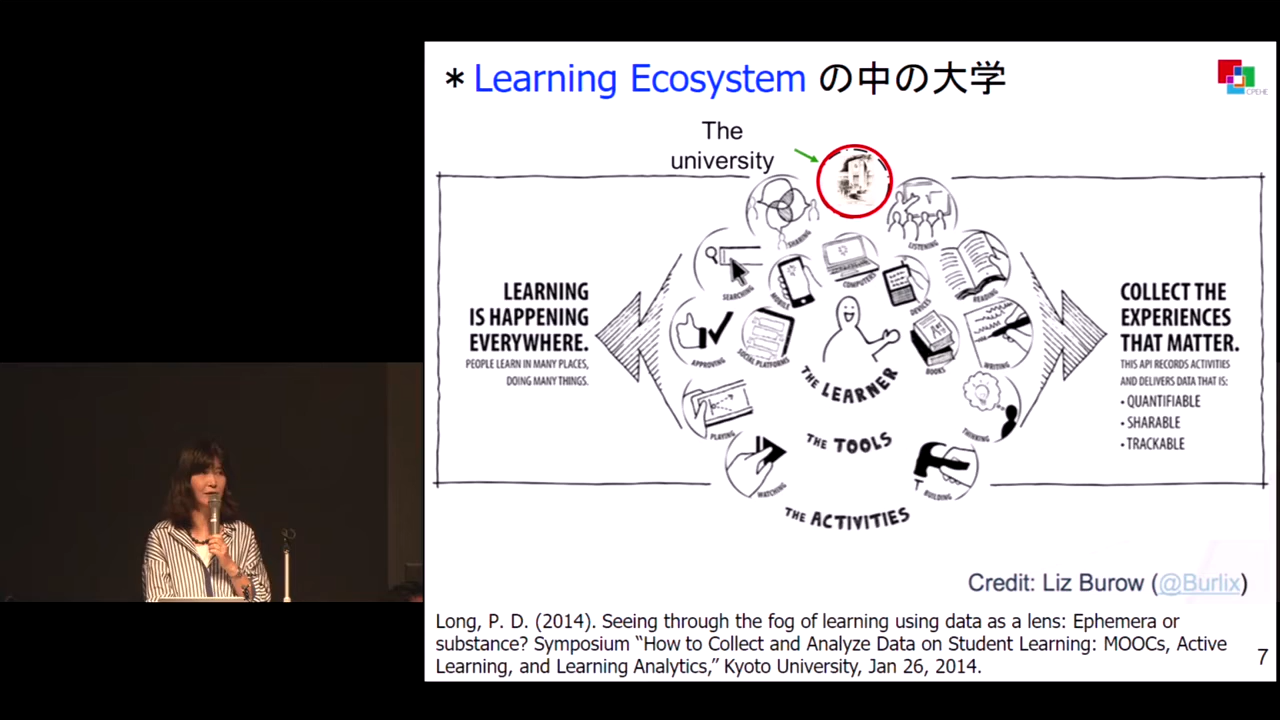 * Learning Ecosystem の中の大学
CPEHE
The
university
SHARING
LISTENING
SEARCHING
MOBILE
COMPUTERS
DEVICES
READING
LEARNING
IS HAPPENING
EVERYWHERE.
PEOPLE LEARN IN MANY PLACES,
DOING MANY THINGS.
APPROVING
SOCIAL PLATFORMS
BOOKS
WRITING
THE LEARNER
PLAYING
THE TOOLS
THINKING
WATCHING
BUILDING
THE ACTIVITIES
COLLECT THE
EXPERIENCES
THAT MATTER.
THIS API RECORDS ACTIVITIES
AND DELIVERS DATA THAT IS:
• QUANTIFIABLE
• SHARABLE
• TRACKABLE
Credit: Liz Burow (@Burlix)
Long, P. D. (2014). Seeing through the fog of learning using data as a lens: Ephemera or
substance? Symposium “How to Collect and Analyze Data on Student Learning: MOOCs, Active
Learning, and Learning Analytics,” Kyoto University, Jan 26, 2014.
7